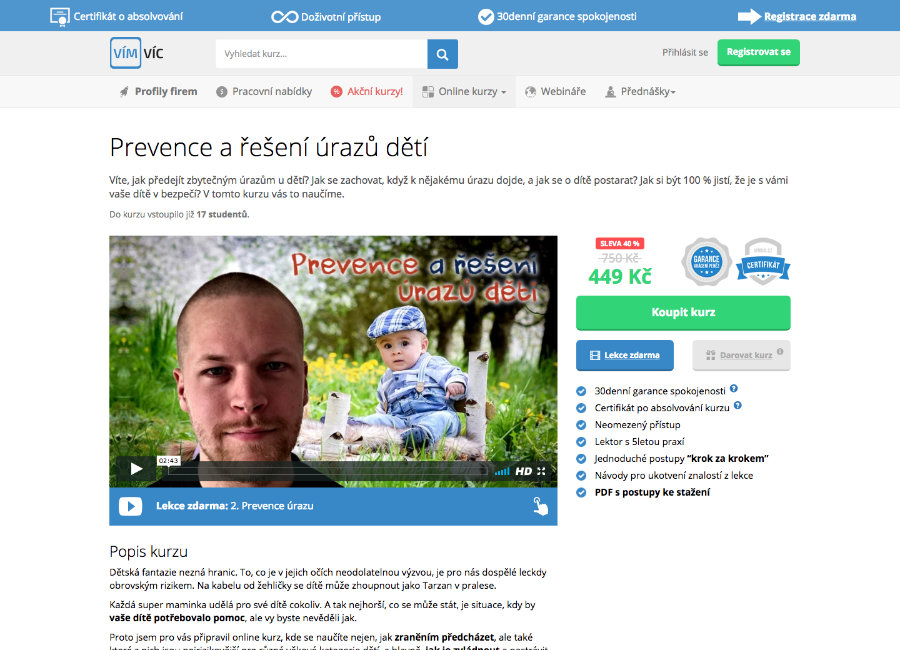 Certifikát o absolvování
Doživotní přístup
30denní garance spokojenosti
Registrace zdarma
VÍM VÍC
Vyhledat kurz...
Přihlásit se
Registrovat se
Profily firem
Pracovní nabídky
Akční kurzy!
Online kurzy
Webináře
Přednášky
Prevence a řešení úrazů dětí
Víte, jak předejít zbytečným úrazům u dětí? Jak se zachovat, když k nějakému úrazu dojde, a jak se o dítě postarat? Jak si být 100 % jistí, že je s vámi
vaše dítě v bezpečí? V tomto kurzu vás to naučíme.
Do kurzu vstoupilo již 17 studentů.
Prevence a řešení
úrazů dětí
02:43
HD
Lekce zdarma: 2. Prevence úrazu
SLEVA 40 %
750 Kč
449 Kč
GARANCE
VRÁCENÍ PENĚZ
CERTIFIKÁT
Koupit kurz
Lekce zdarma
Darovat kurz
30denní garance spokojenosti
Certifikát po absolvování kurzu
Neomezený přístup
Lektor s 5letou praxí
Jednoduché postupy “krok za krokem”
Návody pro ukotvení znalostí z lekce
PDF s postupy ke stažení
Popis kurzu
Dětská fantazie nezná hranic. To, co je v jejich očích neodolatelnou výzvou, je pro nás dospělé leckdy
obrovským rizikem. Na kabelu od žehličky se dítě může zhoupnout jako Tarzan v pralese.
Každá super maminka udělá pro své dítě cokoliv. A tak nejhorší, co se může stát, je situace, kdy by
vaše dítě potřebovalo pomoc, ale vy byste nevěděli jak.
Proto jsem pro vás připravil online kurz, kde se naučíte nejen, jak zraněním předcházet, ale také